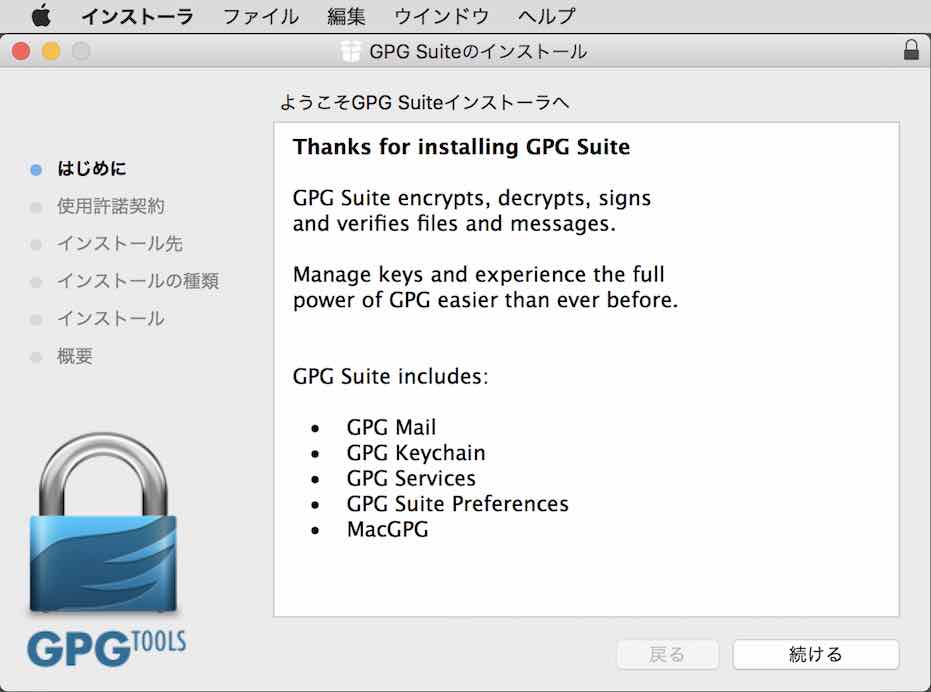 インストーラ ファイル 編集 ウインドウ ヘルプ
GPG Suiteのインストール
ようこそGPG Suiteインストーラへ
はじめに
使用許諾契約
インストール先
インストールの種類
インストール
概要
Thanks for installing GPG Suite
GPG Suite encrypts, decrypts, signs
and verifies files and messages.
Manage keys and experience the full
power of GPG easier than ever before.
GPG Suite includes:
• GPG Mail
• GPG Keychain
• GPG Services
• GPG Suite Preferences
• MacGPG
GPGTOOLS
戻る 続ける